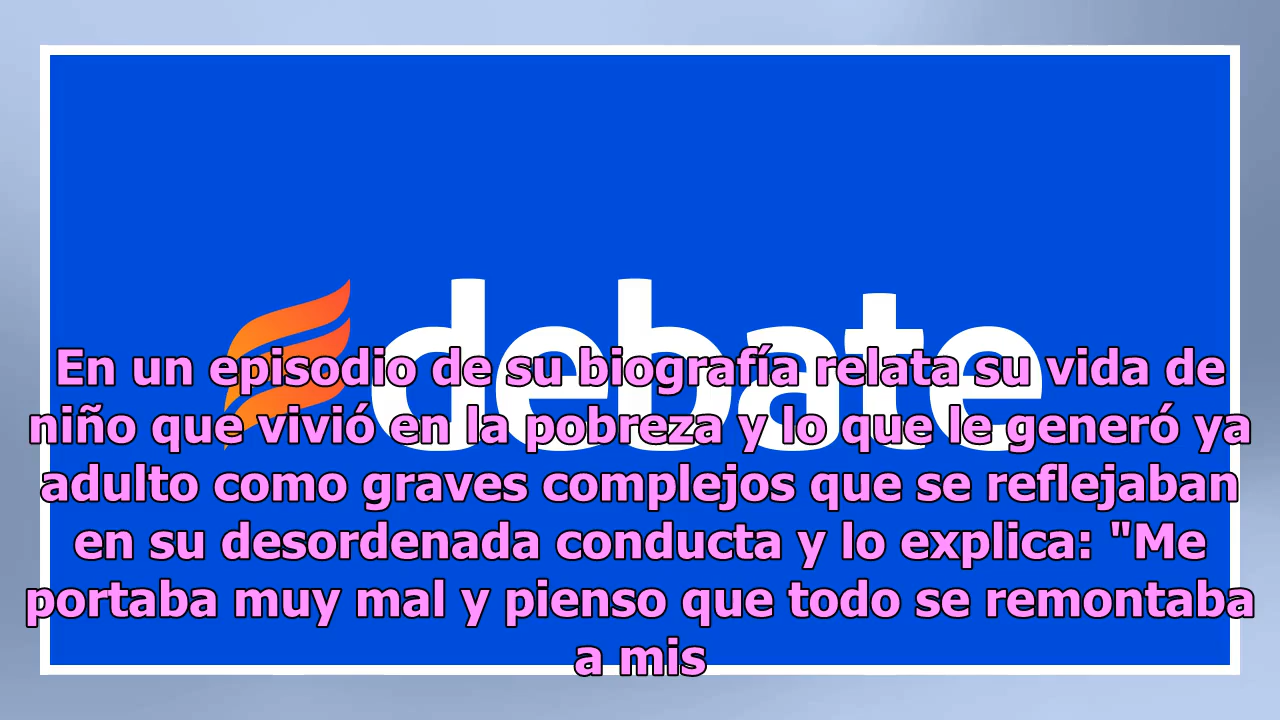 debate
En un episodio de su biografía relata su vida de
niño que vivió en la pobreza y lo que le generó ya
adulto como graves complejos que se reflejaban
en su desordenada conducta y lo explica: "Me
portaba muy mal y pienso que todo se remontaba
a mis